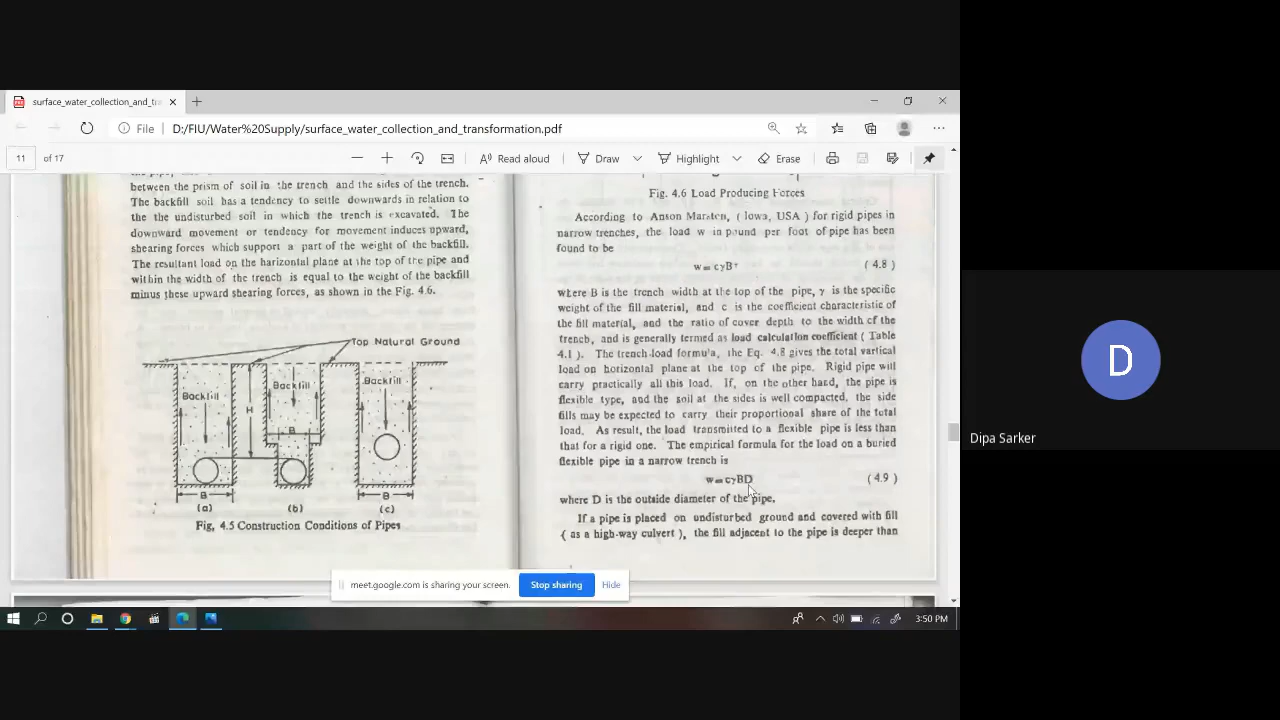 surface_water_collection_and_tra
File
D:/FIU/Water%20Supply/surface_water_collection_and_transformation.pdf
11
of 17
Read aloud
Draw
Highlight
Erase
between the prism of soil in the trench and the sides of the trench.
The backfill soil has a tendency to settle downwards in relation to
the the undisturbed soil in which the trench is excavated. The
downward movement or tendency for movement induces upward,
shearing forces which support a part of the weight of the backfill.
The resultant load on the horizontal plane at the top of the pipe and
within the width of the trench is equal to the weight of the backfill
minus these upward shearing forces, as shown in the Fig. 4.6.
Top Natural Ground
Backfill
Backfill
Backfill
H
B
B
B
(a)
(b)
(c)
Fig, 4.5 Construction Conditions of Pipes
Fig. 4.6 Load Producing Forces
According to Anson Marsten, ( Iowa, USA ) for rigid pipes in
narrow trenches, the load w in pound per foot of pipe has been
found to be
w = cγB
( 4.8 )
where B is the trench width at the top of the pipe, γ is the specific
weight of the fill material, and c is the coefficient characteristic of
the fill material, and the ratio of cover depth to the width of the
trench, and is generally termed as load calculation coefficient ( Table
4.1 ). The trench-load formula, the Eq. 4.8 gives the total vartical
load on horizontal plane at the top of the pipe. Rigid pipe will
carry practically all this load. If, on the other hard, the pipe is
flexible type, and the soil at the sides is well compacted, the side
fills may be expected to carry their proportional share of the total
load. As result, the load transmitted to a flexible pipe is less than
that for a rigid one. The empirical formula for the load on a buried
flexible pipe in a narrow trench is
w = cγBD
( 4.9 )
where D is the outside diameter of the pipe.
If a pipe is placed on undisturbed ground and covered with fill
( as a high-way culvert ), the fill adjacent to the pipe is deeper than
meet.google.com is sharing your screen.
Stop sharing
Hide
3:50 PM
D
Dipa Sarker